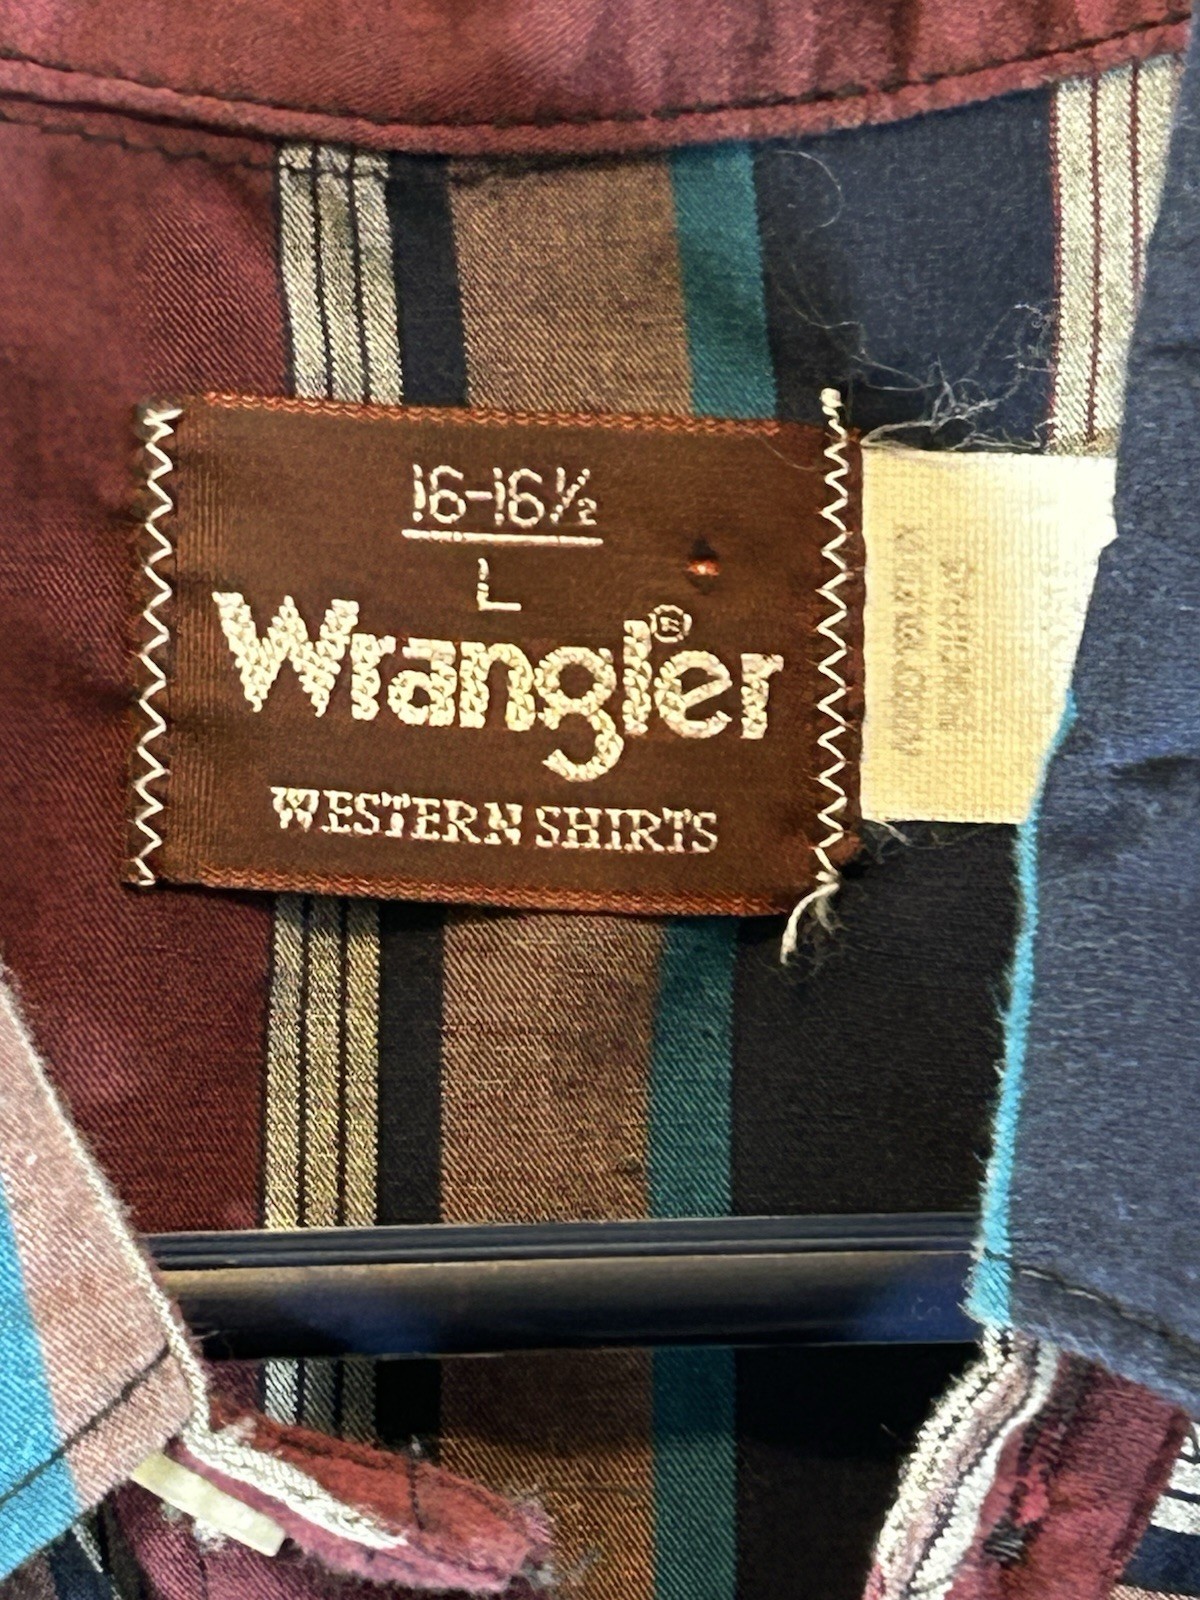 16-16½
L
Wrangler®
WESTERN SHIRTS